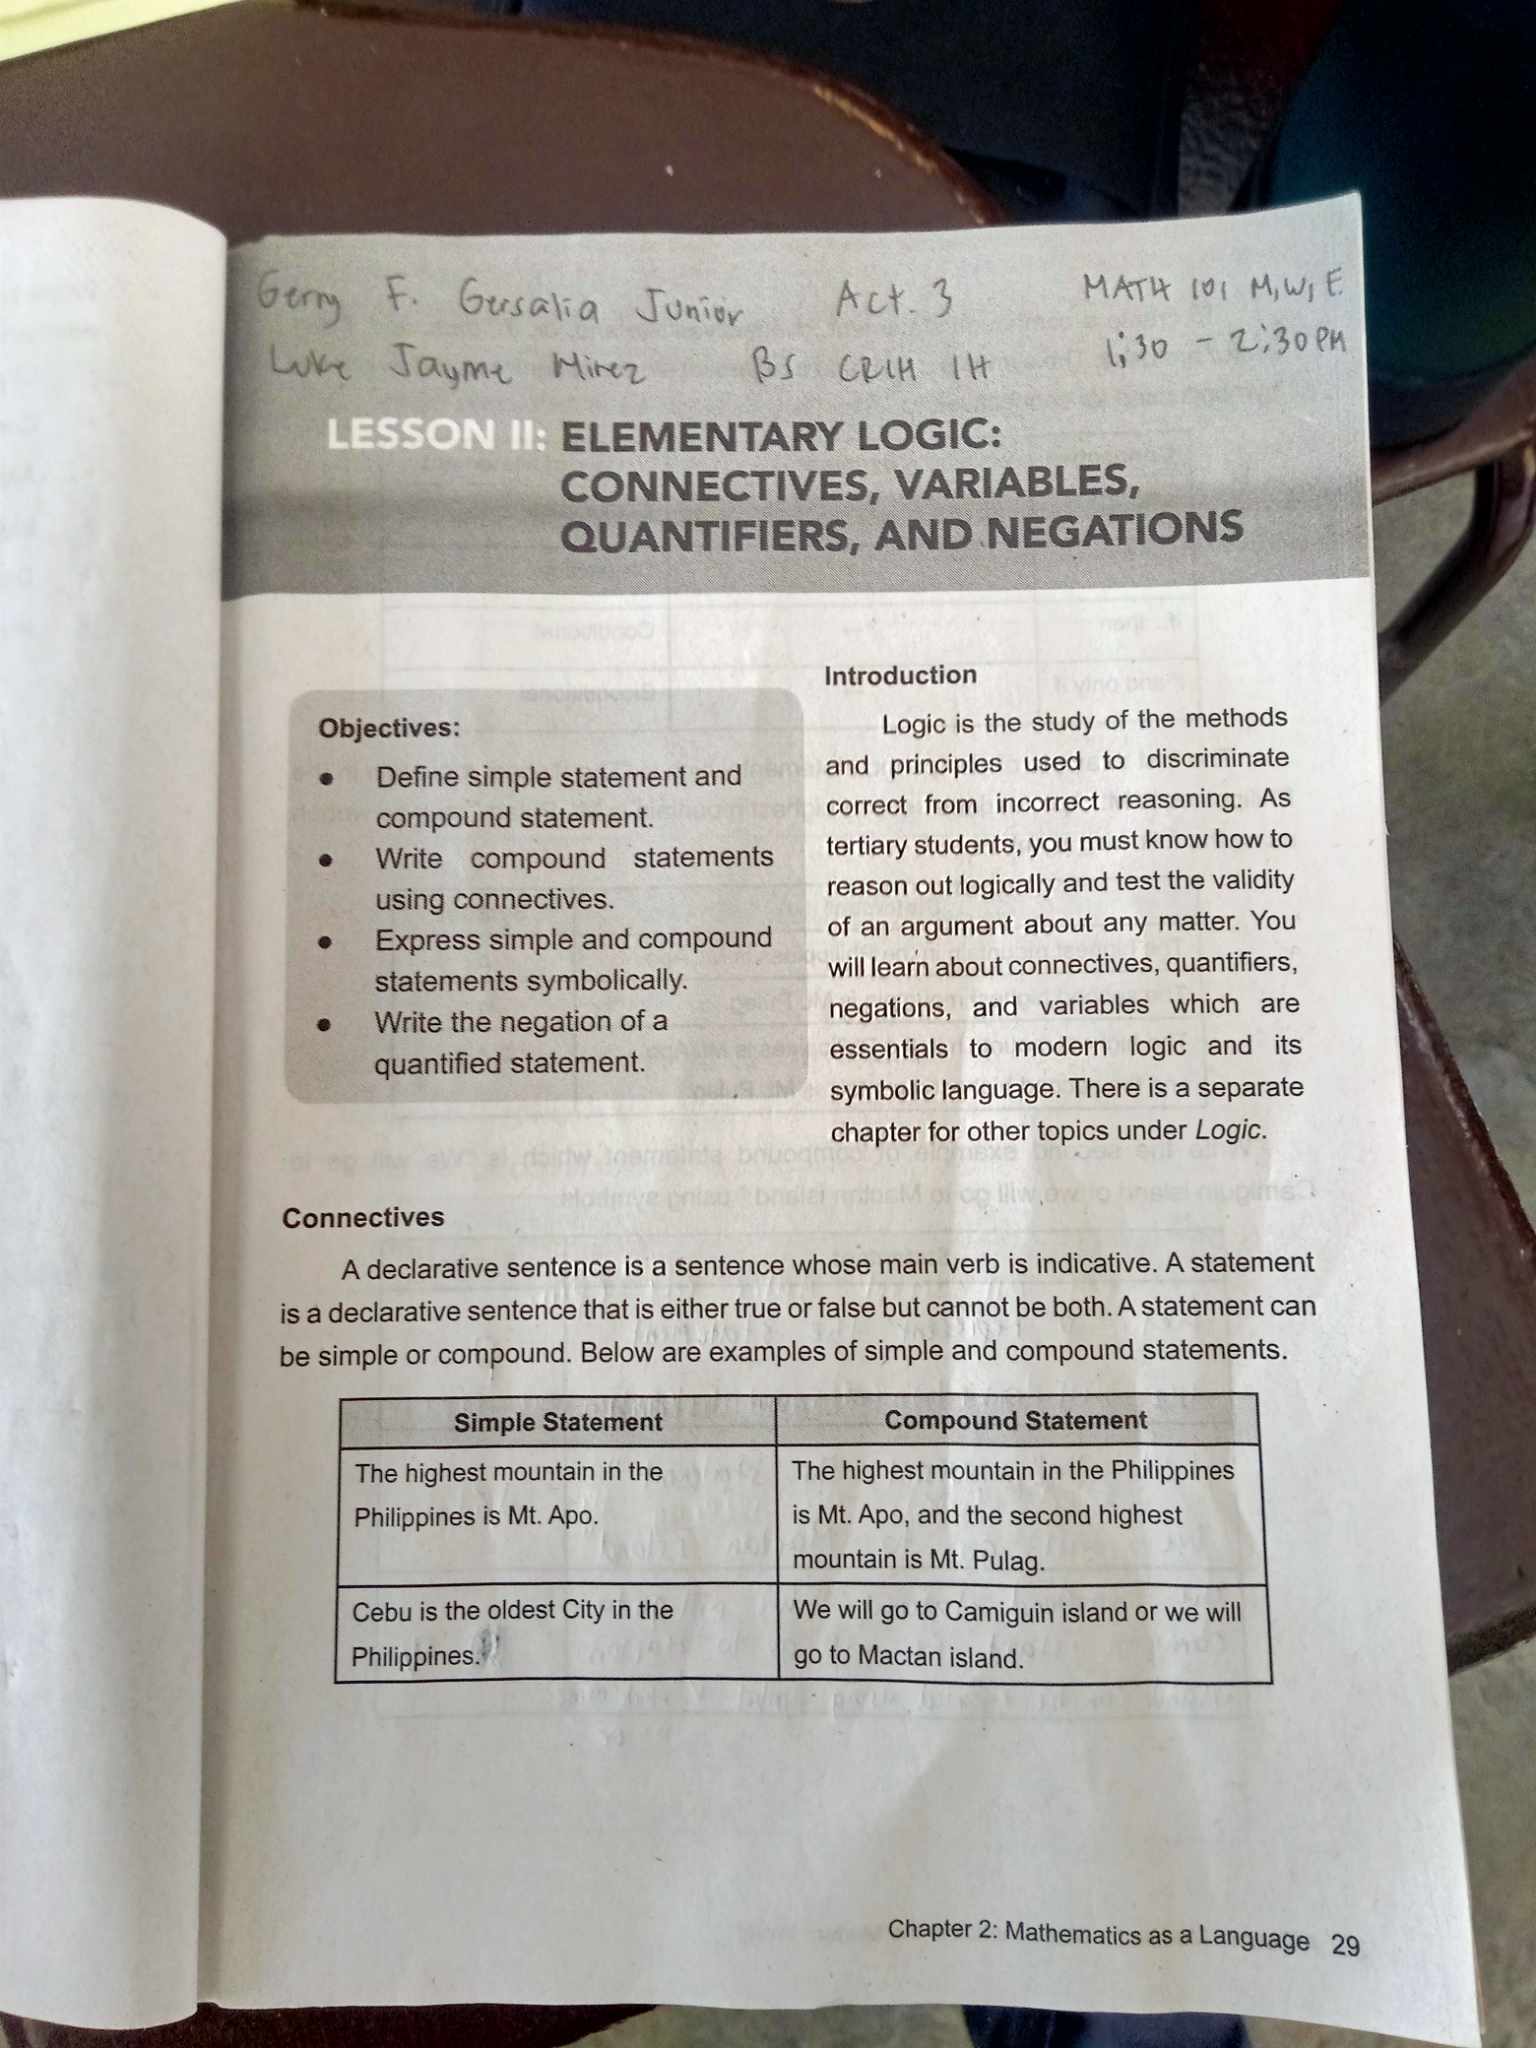 Gerry F. Gersalia Junior Act. 3 MATH 101 M,W, F.
Luke Jayme Mirez BS CRIM 1H 1:30 - 2:30 PM
LESSON II: ELEMENTARY LOGIC:
CONNECTIVES, VARIABLES,
QUANTIFIERS, AND NEGATIONS
Objectives:
• Define simple statement and
compound statement.
• Write compound statements
using connectives.
• Express simple and compound
statements symbolically.
• Write the negation of a
quantified statement.
Introduction
Logic is the study of the methods
and principles used to discriminate
correct from incorrect reasoning. As
tertiary students, you must know how to
reason out logically and test the validity
of an argument about any matter. You
will learn about connectives, quantifiers,
negations, and variables which are
essentials to modern logic and its
symbolic language. There is a separate
chapter for other topics under Logic.
Connectives
A declarative sentence is a sentence whose main verb is indicative. A statement
is a declarative sentence that is either true or false but cannot be both. A statement can
be simple or compound. Below are examples of simple and compound statements.
Simple Statement
Compound Statement
The highest mountain in the
Philippines is Mt. Apo.
The highest mountain in the Philippines
is Mt. Apo, and the second highest
mountain is Mt. Pulag.
Cebu is the oldest City in the
Philippines.
We will go to Camiguin island or we will
go to Mactan island.
Chapter 2: Mathematics as a Language 29